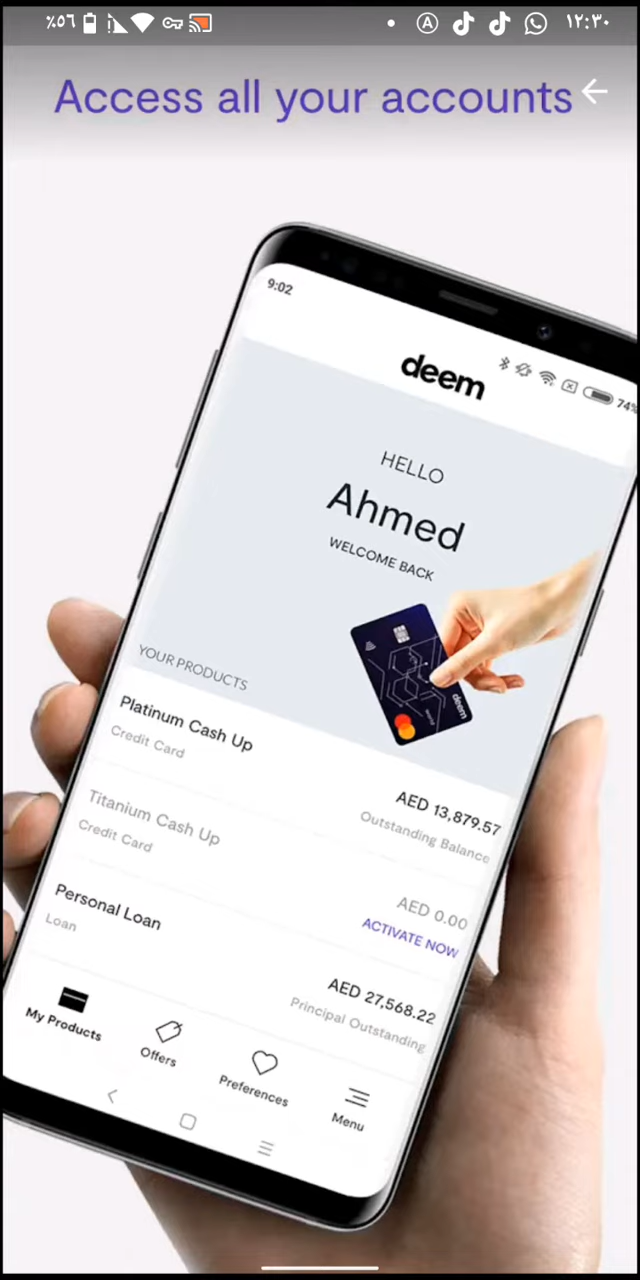 ٪٥٦
١٢:٣٠
Access all your accounts
9:02
74%
deem
HELLO
Ahmed
WELCOME BACK
deem
world
YOUR PRODUCTS
Platinum Cash Up
Credit Card
AED 13,879.57
Outstanding Balance
Titanium Cash Up
Credit Card
AED 0.00
ACTIVATE NOW
Personal Loan
Loan
AED 27,568.22
Principal Outstanding
My Products
Offers
Preferences
Menu